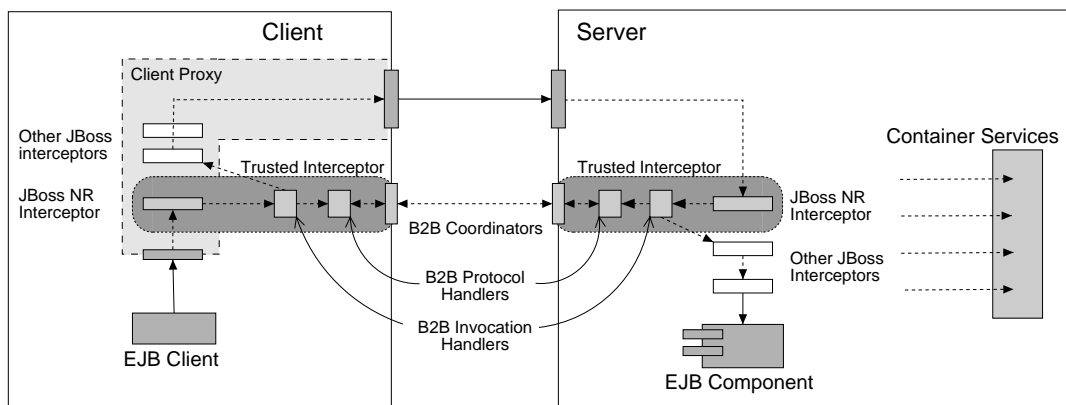 Client
Server
Client Proxy
Other JBoss
interceptors
Container Services
Trusted Interceptor
Trusted Interceptor
JBoss NR
Interceptor
JBoss NR
Interceptor
B2B Coordinators
Other JBoss
Interceptors
B2B Protocol
Handlers
B2B Invocation
Handlers
EJB Client
EJB Component